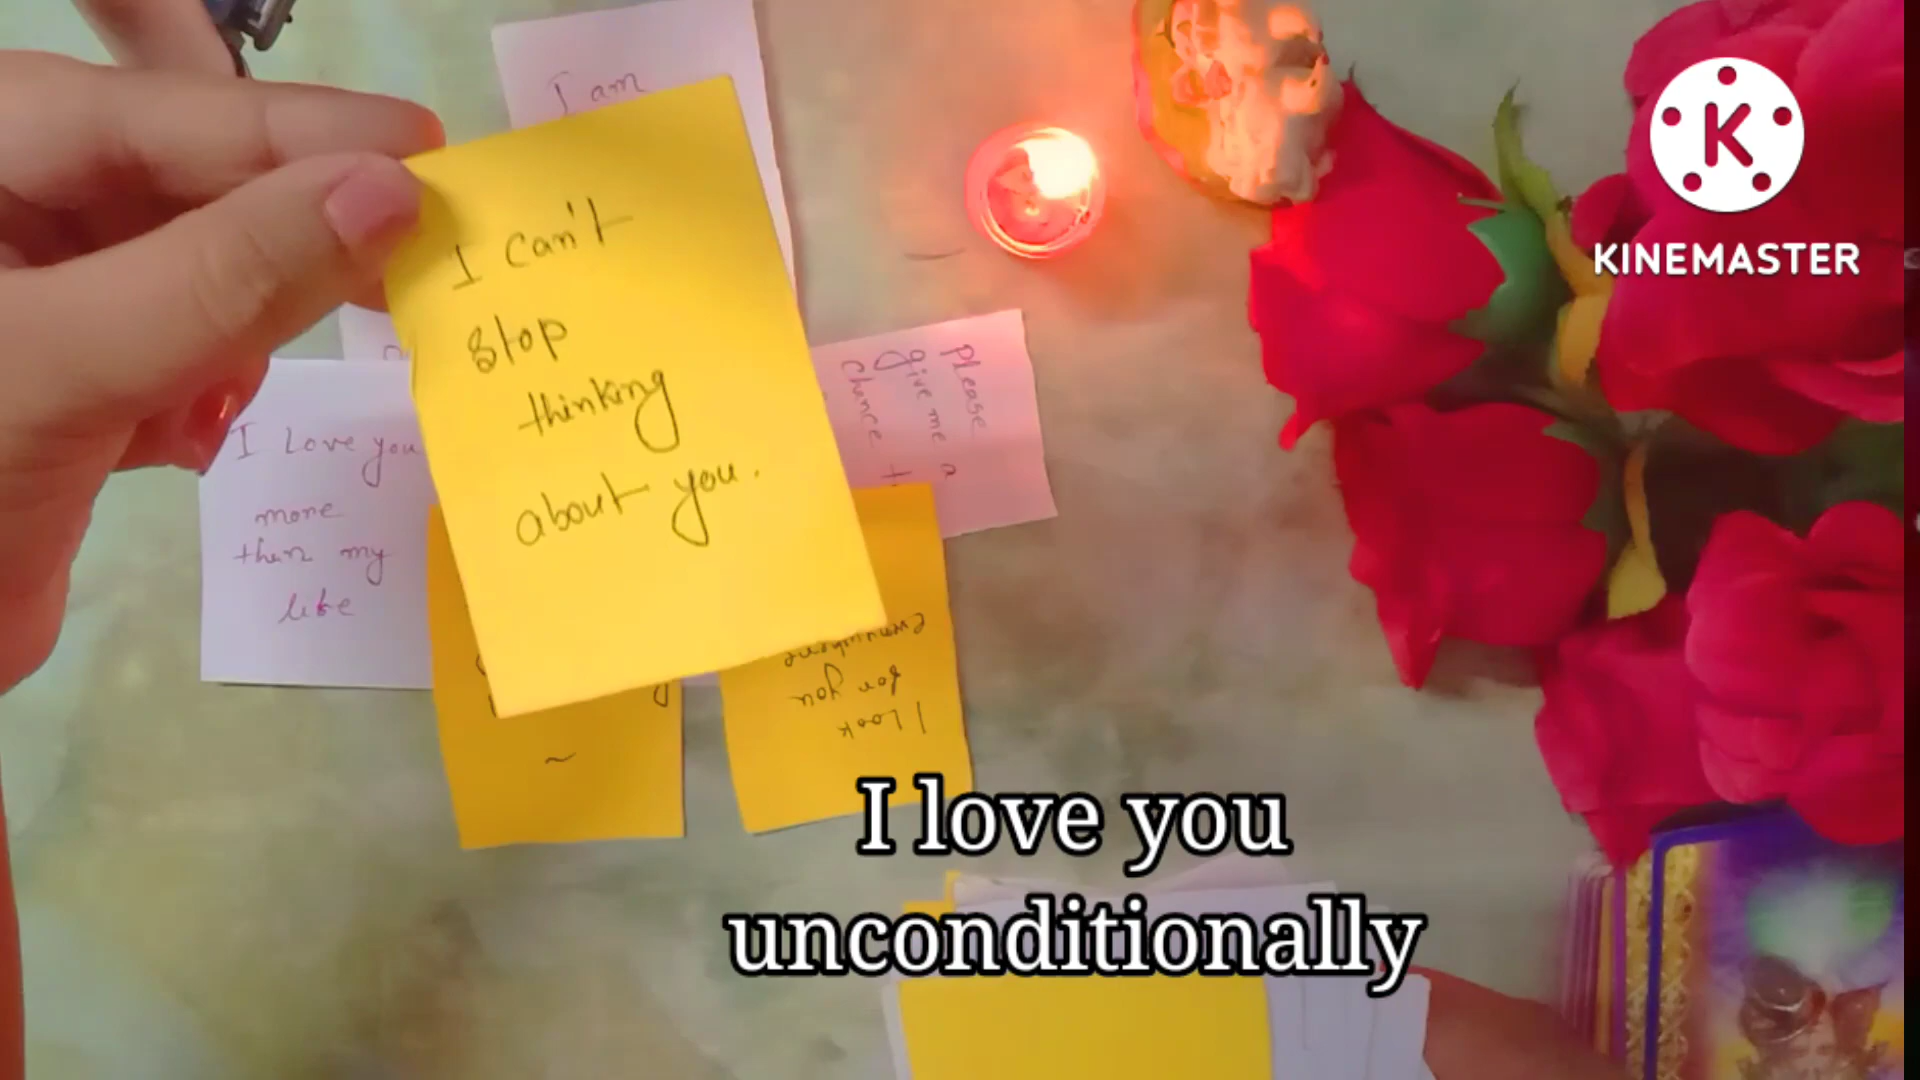 I am
I can't
stop
thinking
about you.
I Love you
more
then my
life
Please
give me a
chance t
I Look
for you
everywhere
I love you
unconditionally
K
KINEMASTER